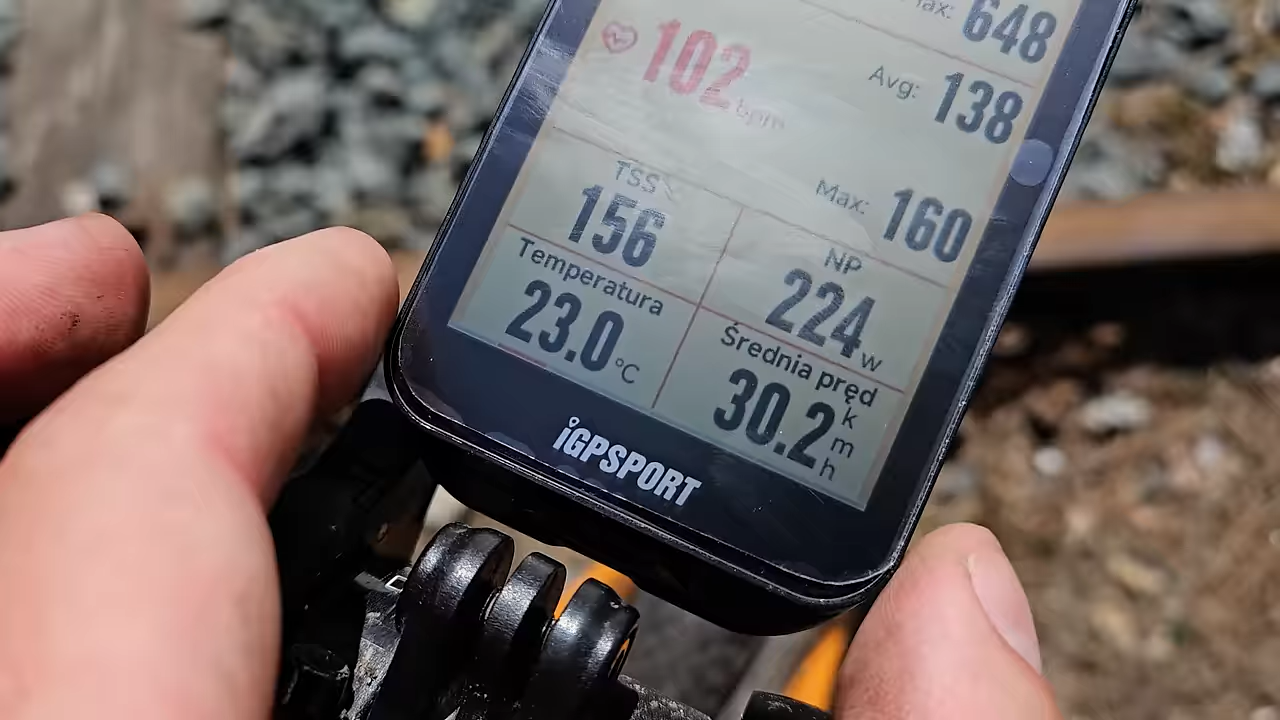 648
102 bpm
Avg: 138
Max: 160
TSS
156
NP
224 w
Temperatura
23.0 °C
Średnia pręd
30.2 km h
iGPSPORT